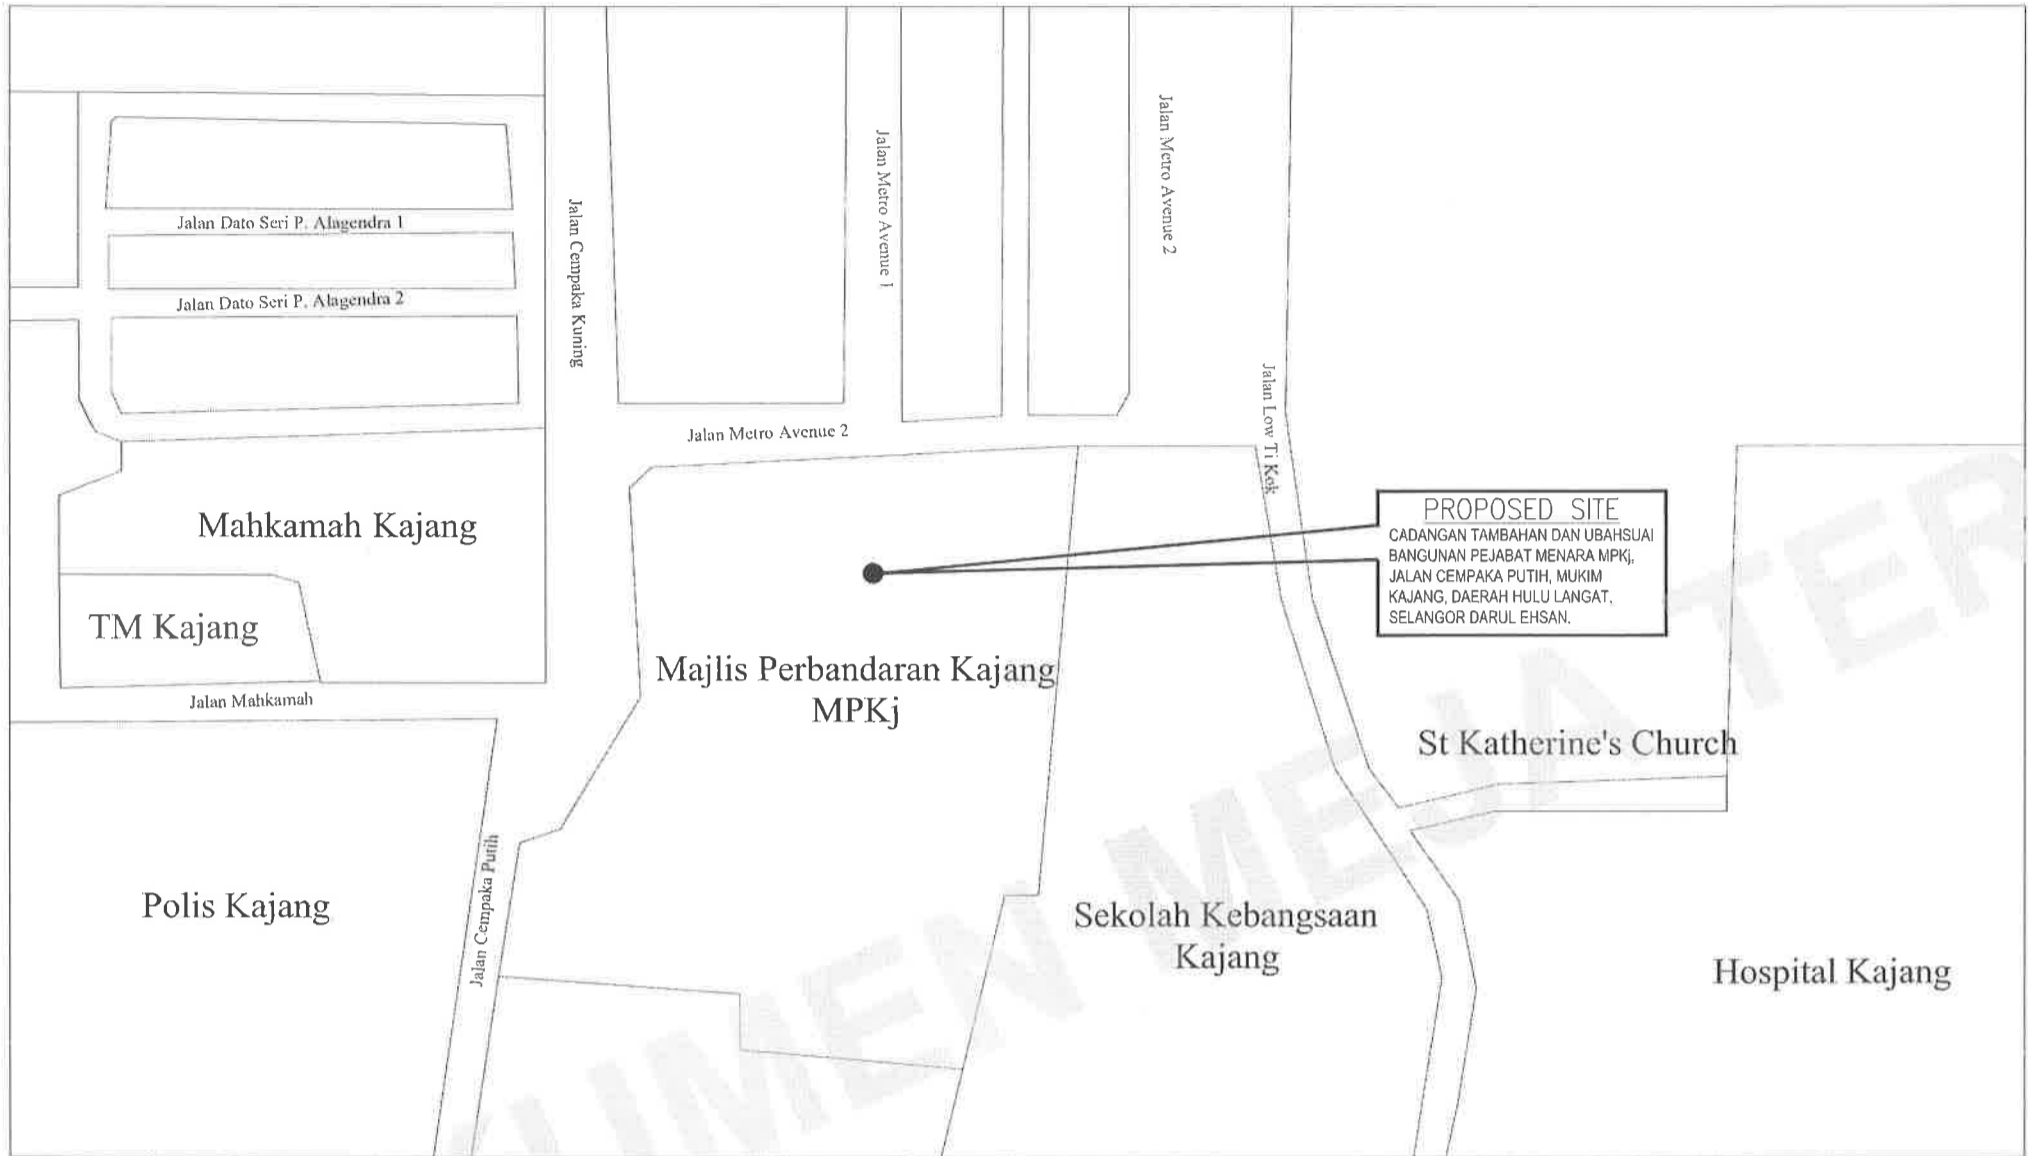 Jalan Dato Seri P. Alagendra 1
Jalan Dato Seri P. Alagendra 2
Jalan Cempaka Kuning
Jalan Metro Avenue 1
Jalan Metro Avenue 2
Jalan Metro Avenue 2
Jalan Low Ti Kok
PROPOSED SITE
CADANGAN TAMBAHAN DAN UBAHSUAI
BANGUNAN PEJABAT MENARA MPKj,
JALAN CEMPAKA PUTIH, MUKIM
KAJANG, DAERAH HULU LANGAT,
SELANGOR DARUL EHSAN.
Mahkamah Kajang
TM Kajang
Jalan Mahkamah
Majlis Perbandaran Kajang
MPKj
St Katherine's Church
Polis Kajang
Jalan Cempaka Putih
Sekolah Kebangsaan
Kajang
Hospital Kajang
UMEN MEJA TER